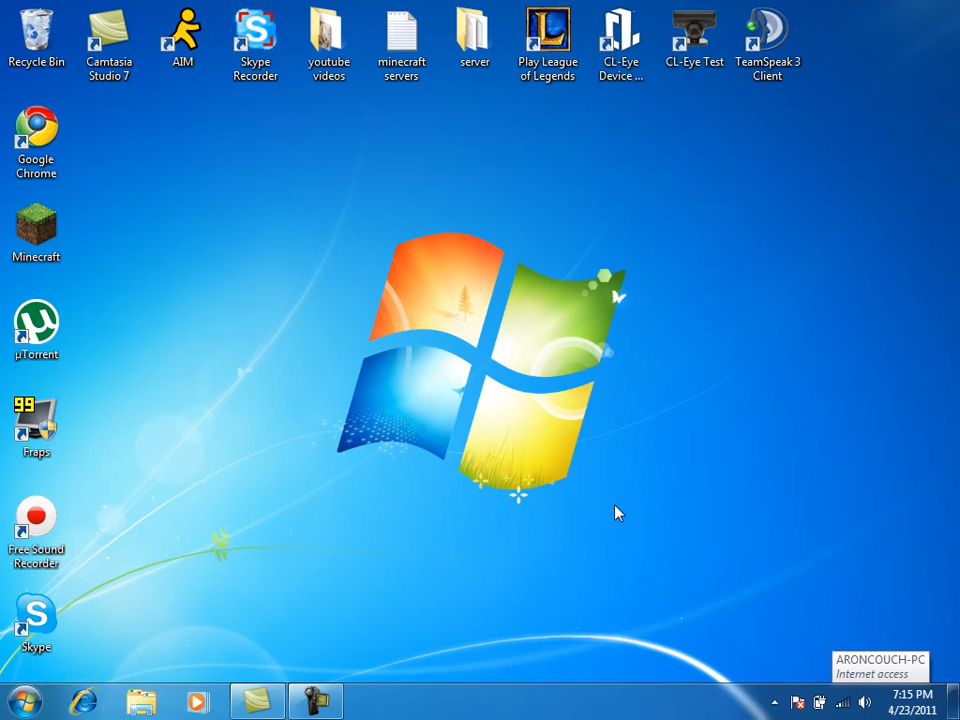 Recycle Bin
Camtasia
Studio 7
AIM
Skype
Recorder
youtube
videos
minecraft
servers
server
Play League
of Legends
CL-Eye
Device ...
CL-Eye Test
TeamSpeak 3
Client
Google
Chrome
Minecraft
µTorrent
99
Fraps
Free Sound
Recorder
S
Skype
ARONCOUCH-PC
Internet access
7:15 PM
4/23/2011